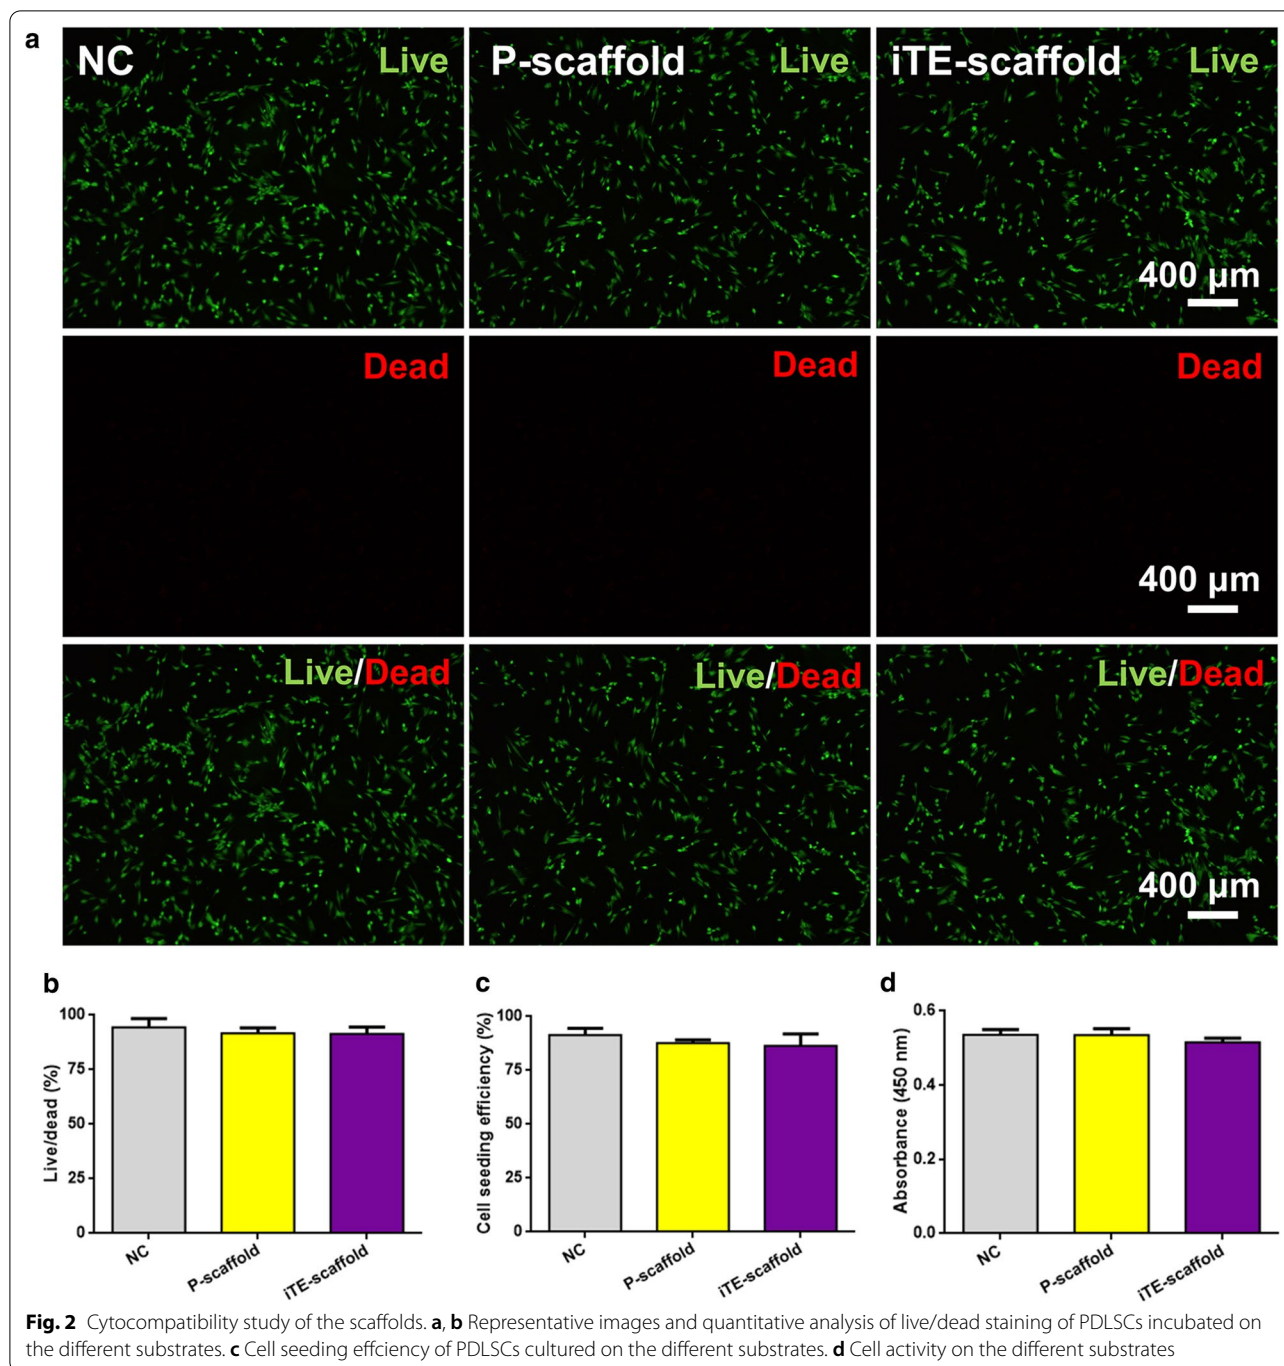 a
NC Live
P-scaffold Live
iTE-scaffold Live
400 µm
Dead
Dead
Dead
400 µm
Live/Dead
Live/Dead
Live/Dead
400 µm
b
Live/dead (%)
100
75
50
25
0
NC
P-scaffold
iTE-scaffold
c
Cell seeding efficiency (%)
100
75
50
25
0
NC
P-scaffold
iTE-scaffold
d
Absorbance (450 nm)
0.6
0.4
0.2
0.0
NC
P-scaffold
iTE-scaffold
Fig. 2 Cytocompatibility study of the scaffolds. a, b Representative images and quantitative analysis of live/dead staining of PDLSCs incubated on
the different substrates. c Cell seeding effciency of PDLSCs cultured on the different substrates. d Cell activity on the different substrates